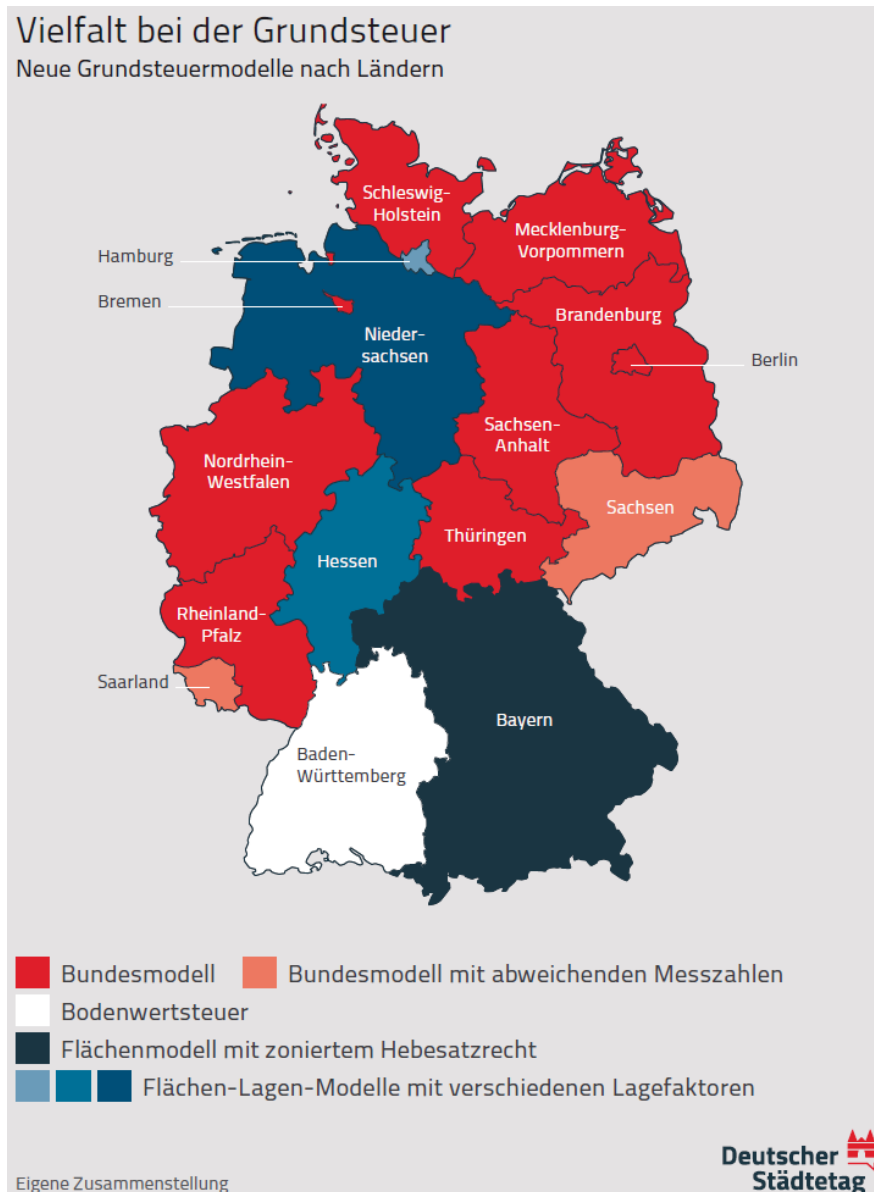 Vielfalt bei der Grundsteuer
Neue Grundsteuermodelle nach Ländern
Schleswig-
Holstein
Mecklenburg-
Vorpommern
Hamburg
Bremen
Brandenburg
Nieder-
sachsen
Berlin
Sachsen-
Anhalt
Nordrhein-
Westfalen
Sachsen
Thüringen
Hessen
Rheinland-
Pfalz
Saarland
Bayern
Baden-
Württemberg
Bundesmodell
Bundesmodell mit abweichenden Messzahlen
Bodenwertsteuer
Flächenmodell mit zoniertem Hebesatzrecht
Flächen-Lagen-Modelle mit verschiedenen Lagefaktoren
Eigene Zusammenstellung
Deutscher
Städtetag